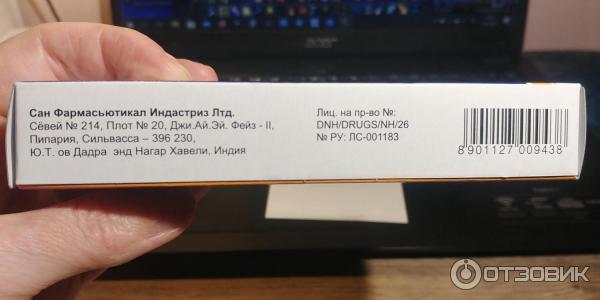 acer
Сан Фармасьютикал Индастриз Лтд.
Сёвей № 214, Плот № 20, Джи.Ай.Эй. Фейз - II,
Пипария, Сильвасса – 396 230,
Ю.Т. ов Дадра энд Нагар Хавели, Индия
Лиц. на пр-во №:
DNH/DRUGS/NH/26
№ РУ: ЛС-001183
8 901127 009438
ОТЗОВИК